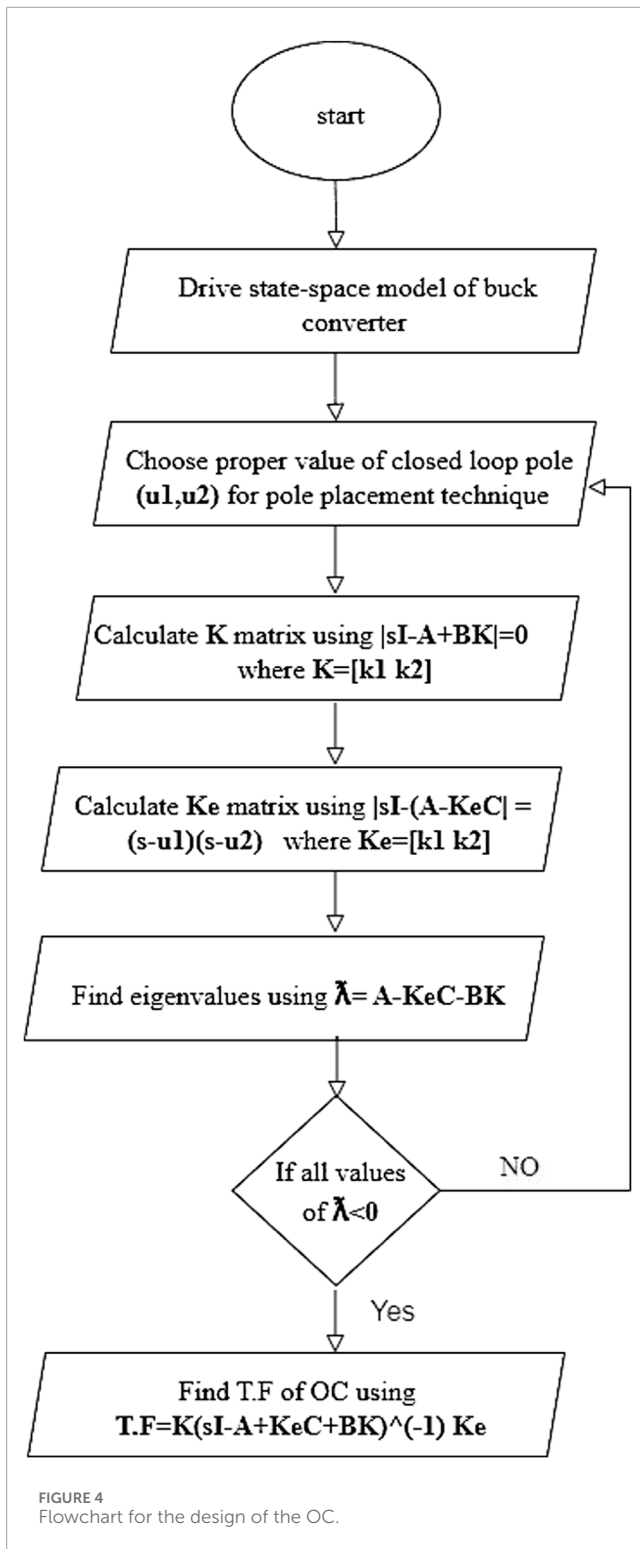 start
Drive state-space model of buck
converter
Choose proper value of closed loop pole
(u1,u2) for pole placement technique
Calculate K matrix using |sI-A+BK|=0
where K=[k1 k2]
Calculate Ke matrix using |sI-(A-KeC| =
(s-u1)(s-u2) where Ke=[k1 k2]
Find eigenvalues using ƛ̃= A-KeC-BK
If all values
of ƛ̃<0
NO
Yes
Find T.F of OC using
T.F=K(sI-A+KeC+BK)^(-1) Ke
FIGURE 4
Flowchart for the design of the OC.